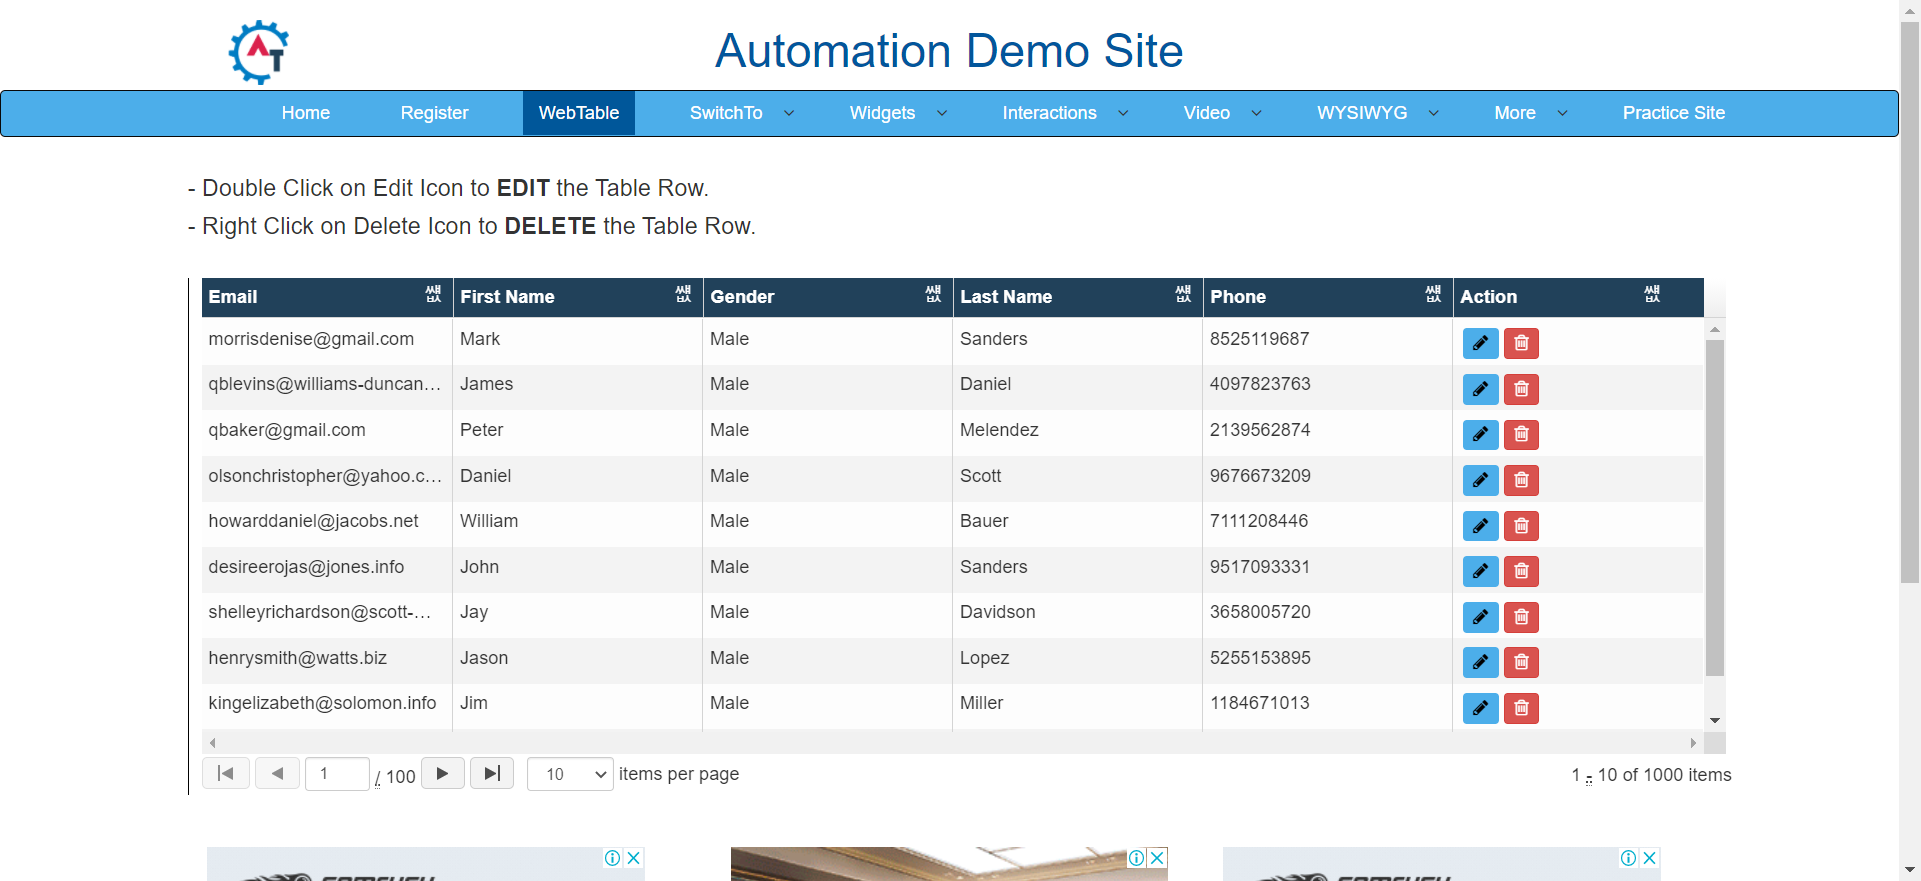 AT
Automation Demo Site
Home Register WebTable SwitchTo Widgets Interactions Video WYSIWYG More Practice Site
- Double Click on Edit Icon to EDIT the Table Row.
- Right Click on Delete Icon to DELETE the Table Row.
Email First Name Gender Last Name Phone Action
morrisdenise@gmail.com Mark Male Sanders 8525119687
qblevins@williams-duncan... James Male Daniel 4097823763
qbaker@gmail.com Peter Male Melendez 2139562874
olsonchristopher@yahoo.c... Daniel Male Scott 9676673209
howarddaniel@jacobs.net William Male Bauer 7111208446
desireerojas@jones.info John Male Sanders 9517093331
shelleyrichardson@scott-... Jay Male Davidson 3658005720
henrysmith@watts.biz Jason Male Lopez 5255153895
kingelizabeth@solomon.info Jim Male Miller 1184671013
1 / 100 10 items per page 1 - 10 of 1000 items